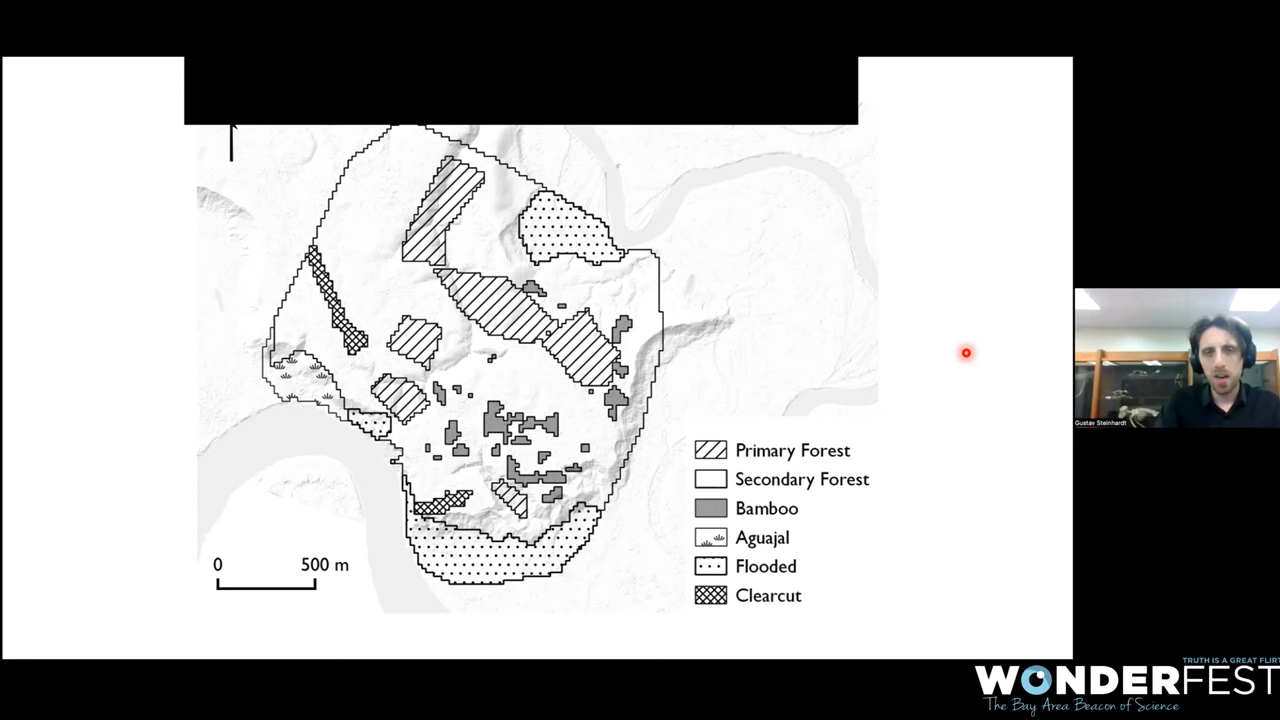 Primary Forest
Secondary Forest
Bamboo
Aguajal
Flooded
Clearcut
0 500 m
Gustav Steinhardt
TRUTH IS A GREAT FLIRT
WONDERFEST
The Bay Area Beacon of Science